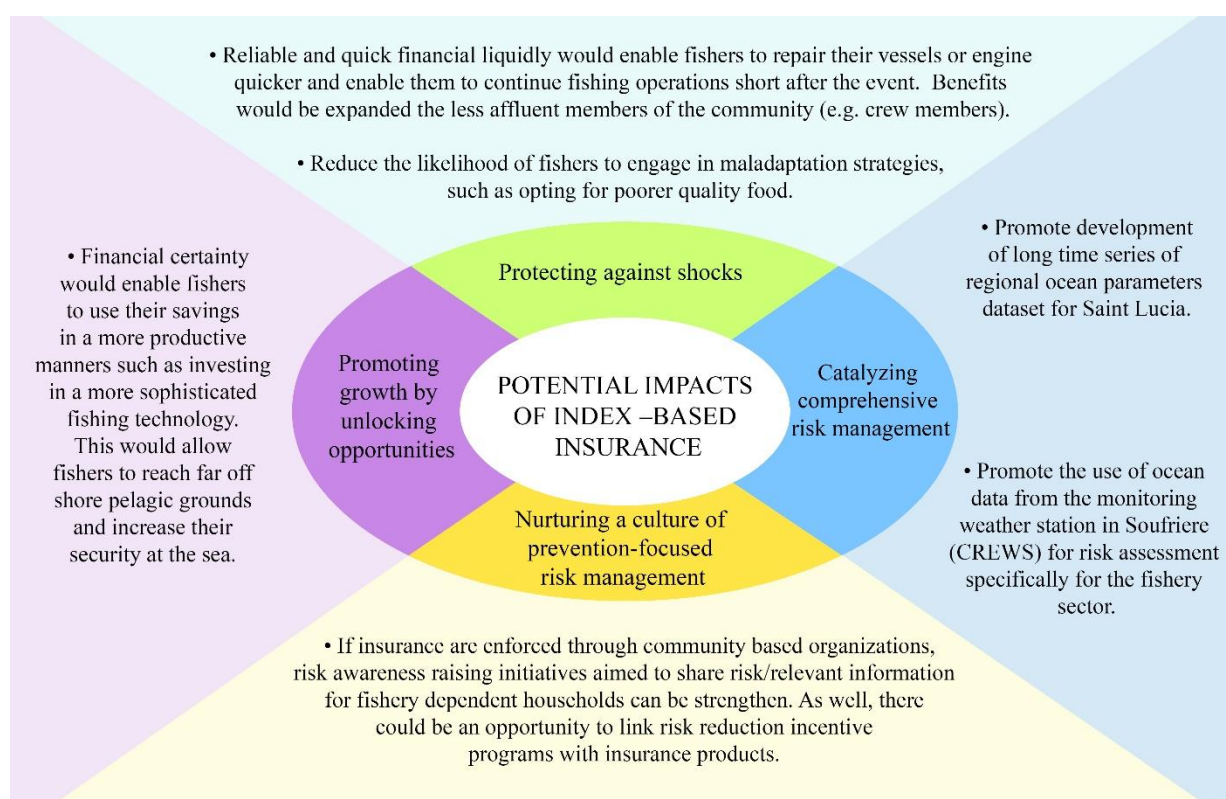 • Reliable and quick financial liquidly would enable fishers to repair their vessels or engine
quicker and enable them to continue fishing operations short after the event. Benefits
would be expanded the less affluent members of the community (e.g. crew members).
• Reduce the likelihood of fishers to engage in maladaptation strategies,
such as opting for poorer quality food.
• Financial certainty
would enable fishers
to use their savings
in a more productive
manners such as investing
in a more sophisticated
fishing technology.
This would allow
fishers to reach far off
shore pelagic grounds
and increase their
security at the sea.
Protecting against shocks
Promoting
growth by
unlocking
opportunities
POTENTIAL IMPACTS
OF INDEX –BASED
INSURANCE
Catalyzing
comprehensive
risk management
Nurturing a culture of
prevention-focused
risk management
• Promote development
of long time series of
regional ocean parameters
dataset for Saint Lucia.
• Promote the use of ocean
data from the monitoring
weather station in Soufriere
(CREWS) for risk assessment
specifically for the fishery
sector.
• If insurance are enforced through community based organizations,
risk awareness raising initiatives aimed to share risk/relevant information
for fishery dependent households can be strengthen. As well, there
could be an opportunity to link risk reduction incentive
programs with insurance products.